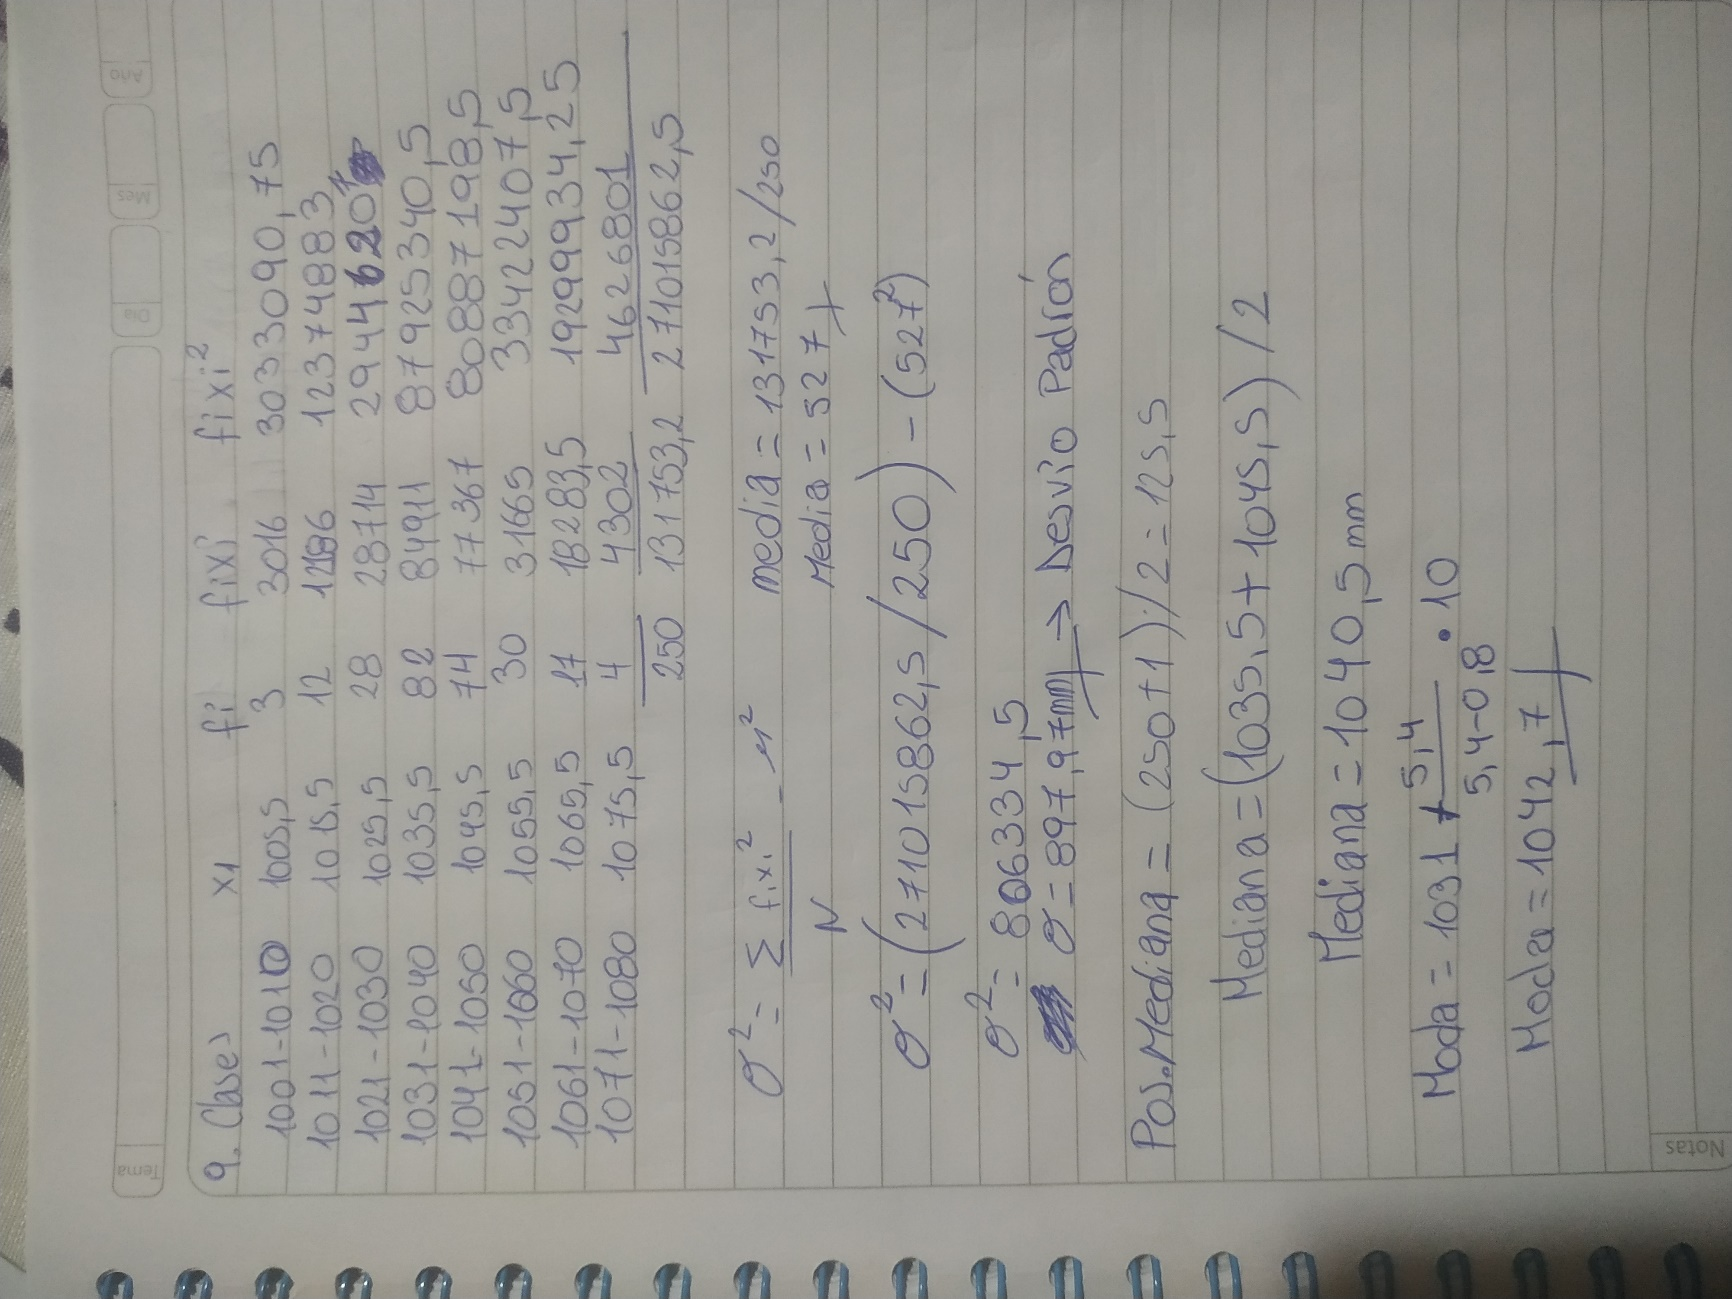 Tema
Dia
Mes
Año
9. Clases x1 fi fixi fixi²
1001-1010 1005,5 3 3016 3033090,75
1011-1020 1015,5 12 12186 12374883
1021-1030 1025,5 28 28714 29446207
1031-1040 1035,5 82 84911 87925340,5
1041-1050 1045,5 74 77367 80887198,5
1051-1060 1055,5 30 31665 33422407,5
1061-1070 1065,5 17 18283,5 19299934,25
1071-1080 1075,5 4 4302 4626801
250 131753,2 271015862,5
σ² = Σ fixi² / N - μ² media = 131753,2/250
Media = 527
σ² = (271015862,5/250) - (527²)
σ² = 806334,5
σ = 897,97mm → Desvio Padrón
Pos.Mediana = (250+1)/2 = 125,5
Mediana = (1035,5+1045,5)/2
Mediana = 1040,5mm
Moda = 1031 + 5,4 / 5,4-0,8 • 10
Moda = 1042,7
Notas